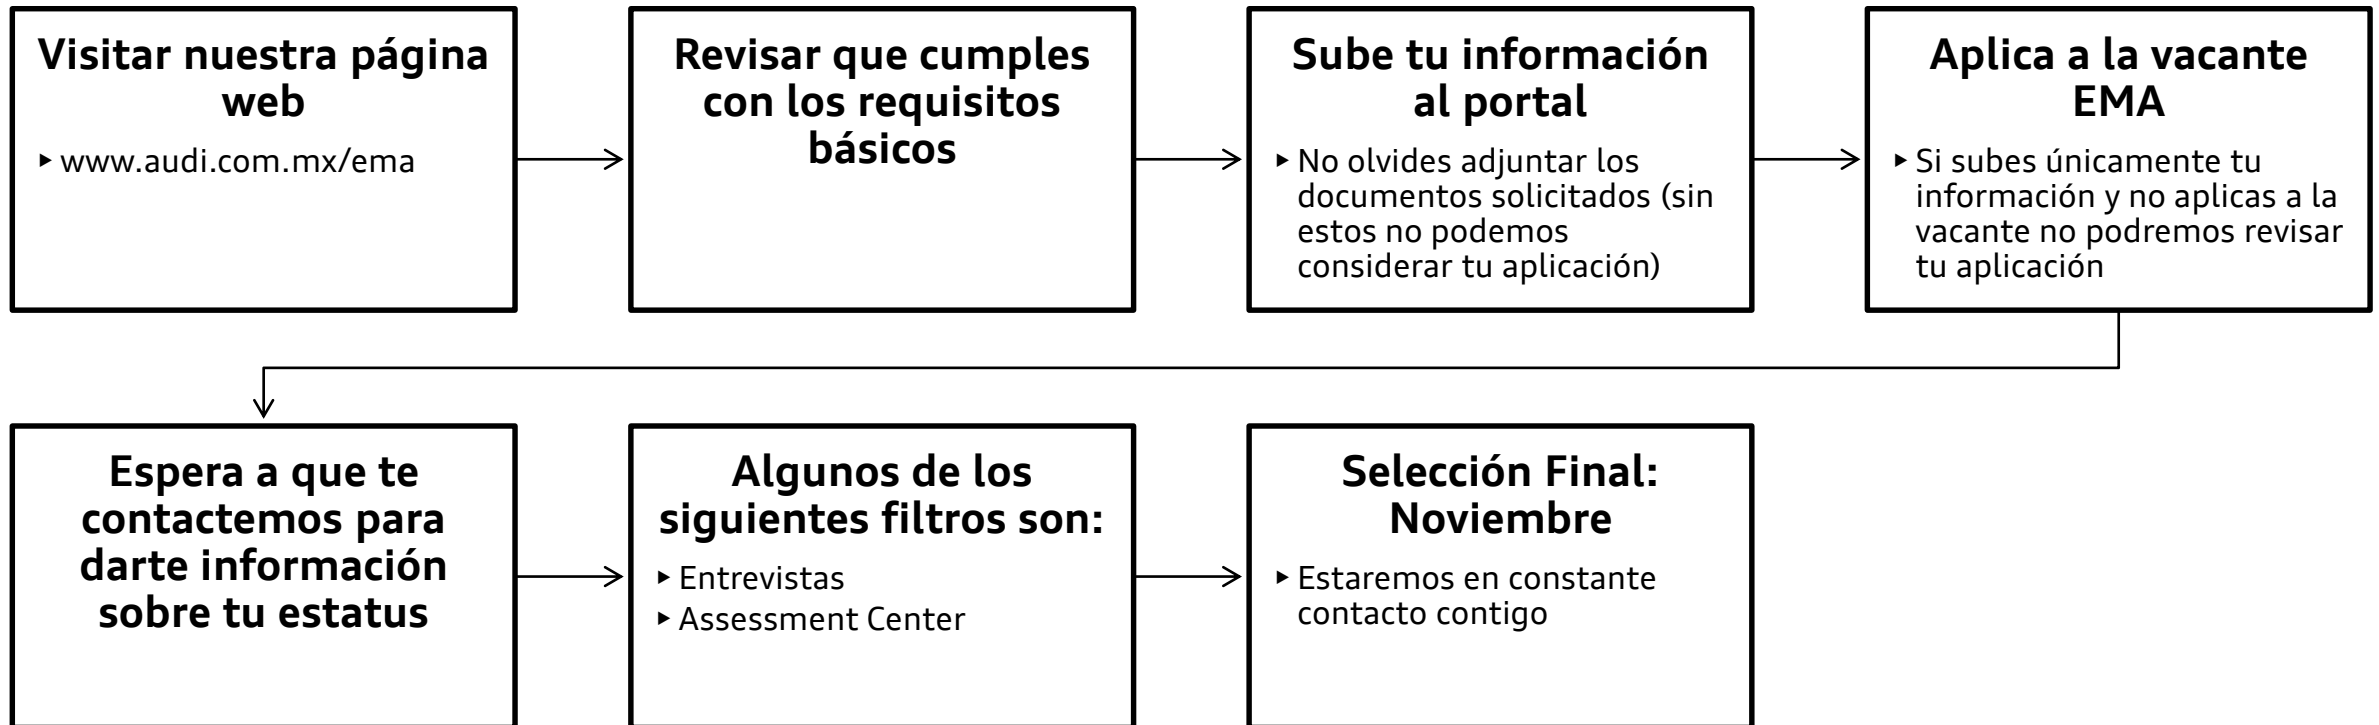 Visitar nuestra página
web
▸ www.audi.com.mx/ema
Revisar que cumples
con los requisitos
básicos
Sube tu información
al portal
▸ No olvides adjuntar los
documentos solicitados (sin
estos no podemos
considerar tu aplicación)
Aplica a la vacante
EMA
▸ Si subes únicamente tu
información y no aplicas a la
vacante no podremos revisar
tu aplicación
Espera a que te
contactemos para
darte información
sobre tu estatus
Algunos de los
siguientes filtros son:
▸ Entrevistas
▸ Assessment Center
Selección Final:
Noviembre
▸ Estaremos en constante
contacto contigo